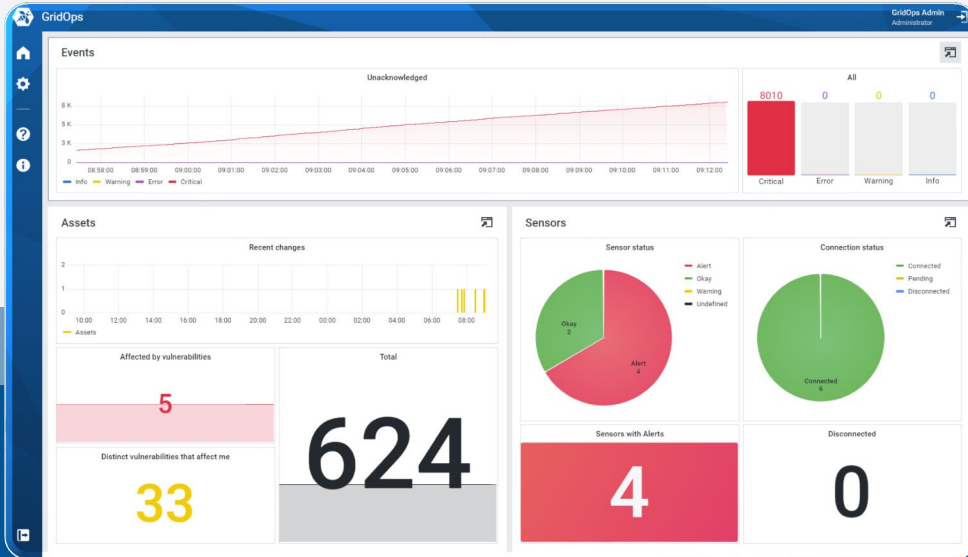 GridOps
GridOps Admin
Administrator
Events
Unacknowledged
8 K
5 K
3 K
0
08:58:00 08:59:00 09:00:00 09:01:00 09:02:00 09:03:00 09:04:00 09:05:00 09:06:00 09:07:00 09:08:00 09:09:00 09:10:00 09:11:00 09:12:00
Info Warning Error Critical
All
8010 0 0 0
Critical Error Warning Info
Assets
Recent changes
2
1
0
10:00 12:00 14:00 16:00 18:00 20:00 22:00 00:00 02:00 04:00 06:00 08:00
Assets
Affected by vulnerabilities
5
Distinct vulnerabilities that affect me
33
Total
624
Sensors
Sensor status
Alert
Okay
Warning
Undefined
Okay
2
Alert
4
Connection status
Connected
Pending
Disconnected
Connected
6
Sensors with Alerts
4
Disconnected
0